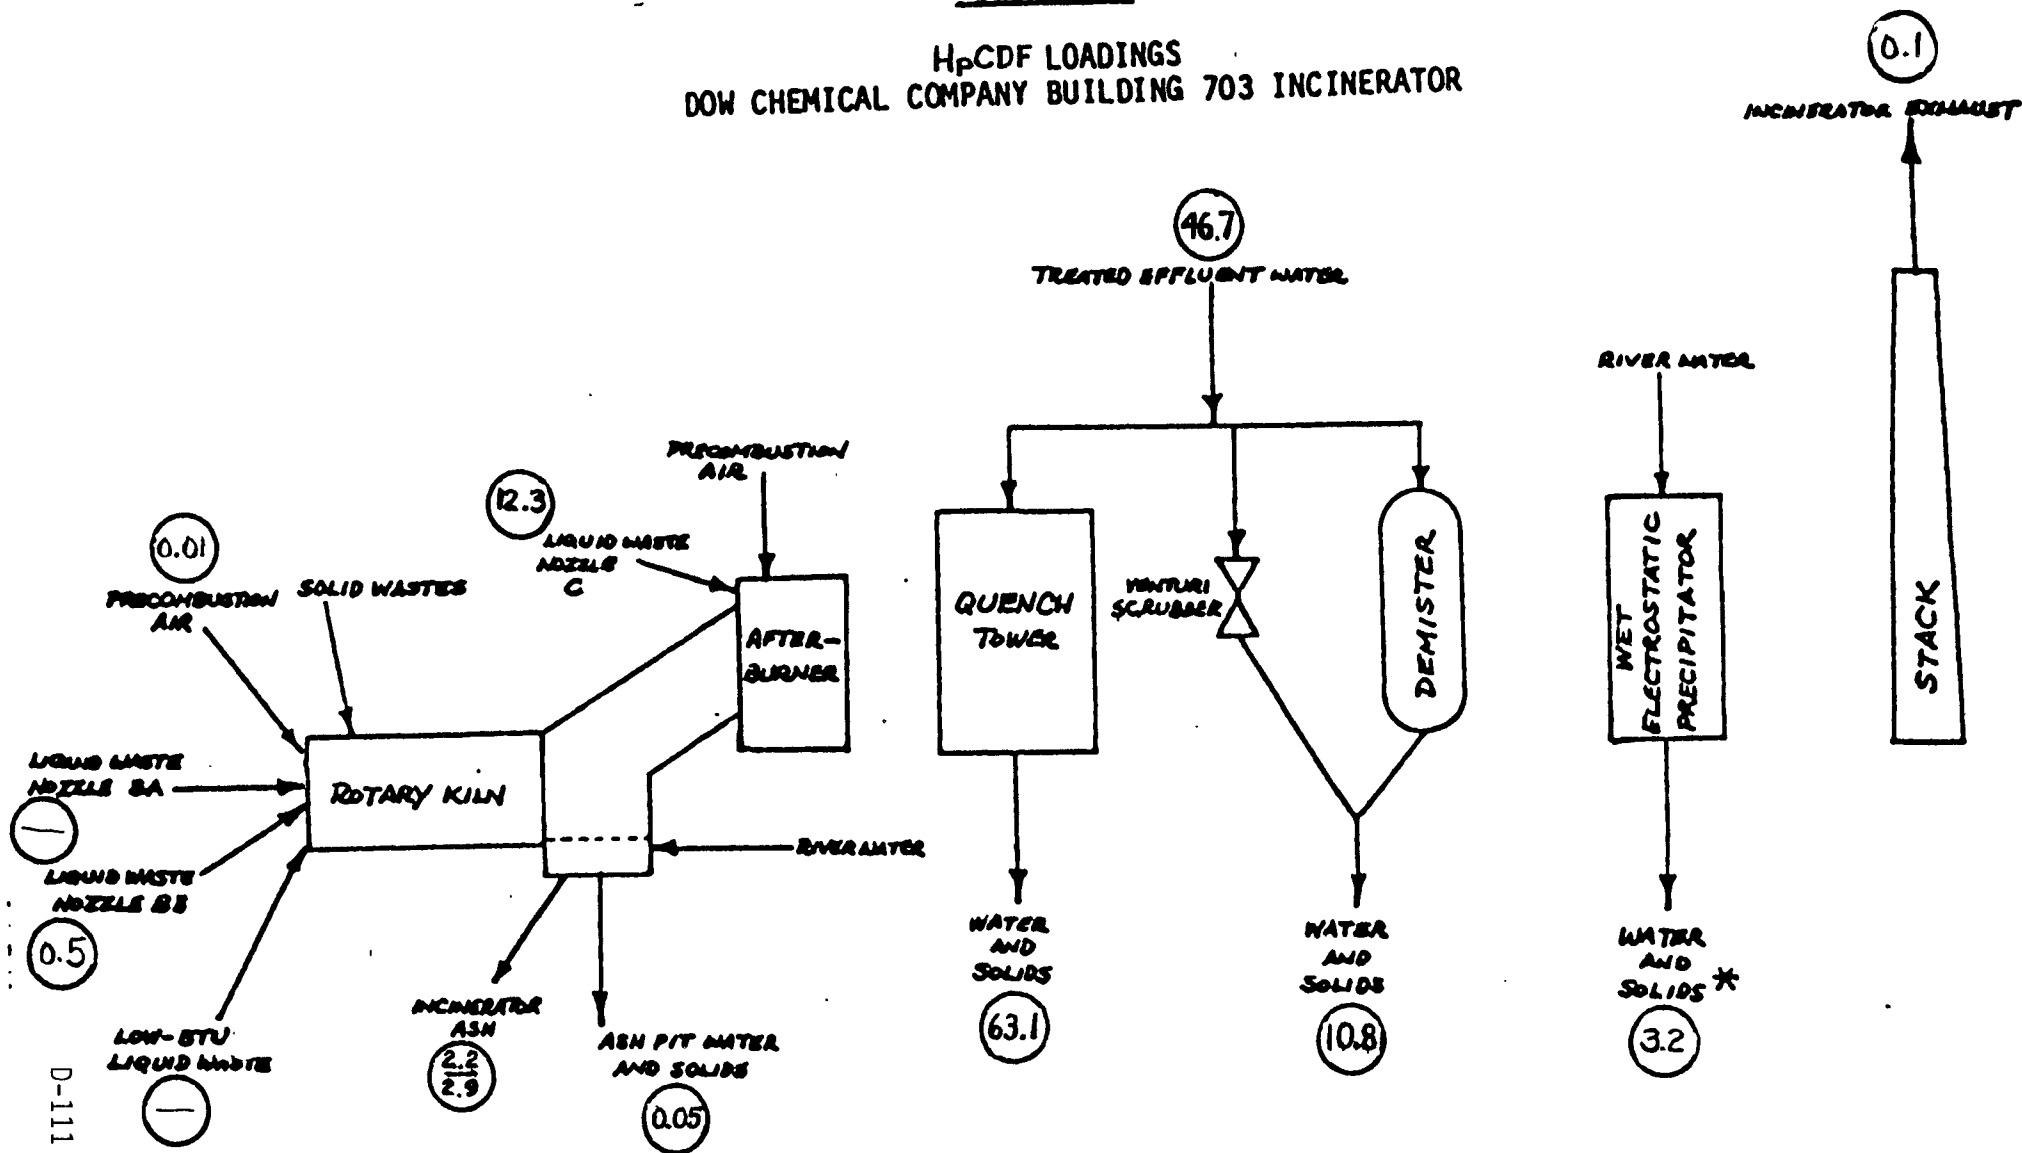 HpCDF LOADINGS
DOW CHEMICAL COMPANY BUILDING 703 INCINERATOR
0.1
INCINERATOR EXHAUST
46.7
TREATED EFFLUENT WATER
RIVER WATER
PRECOMBUSTION
AIR
12.3
LIQUID WASTE
NOZZLE
C
0.01
PRECOMBUSTION
AIR
SOLID WASTES
AFTER-
BURNER
QUENCH
TOWER
VENTURI
SCRUBBER
DEMISTER
WET
ELECTROSTATIC
PRECIPITATOR
STACK
LIQUID WASTE
NOZZLE BA
—
ROTARY KILN
RIVER WATER
LIQUID WASTE
NOZZLE BB
0.5
LOW-BTU
LIQUID WASTE
—
INCINERATOR
ASH
2.2
2.9
ASH PIT WATER
AND SOLIDS
0.05
WATER
AND
SOLIDS
63.1
WATER
AND
SOLIDS
10.8
WATER
AND
SOLIDS *
3.2
D-111